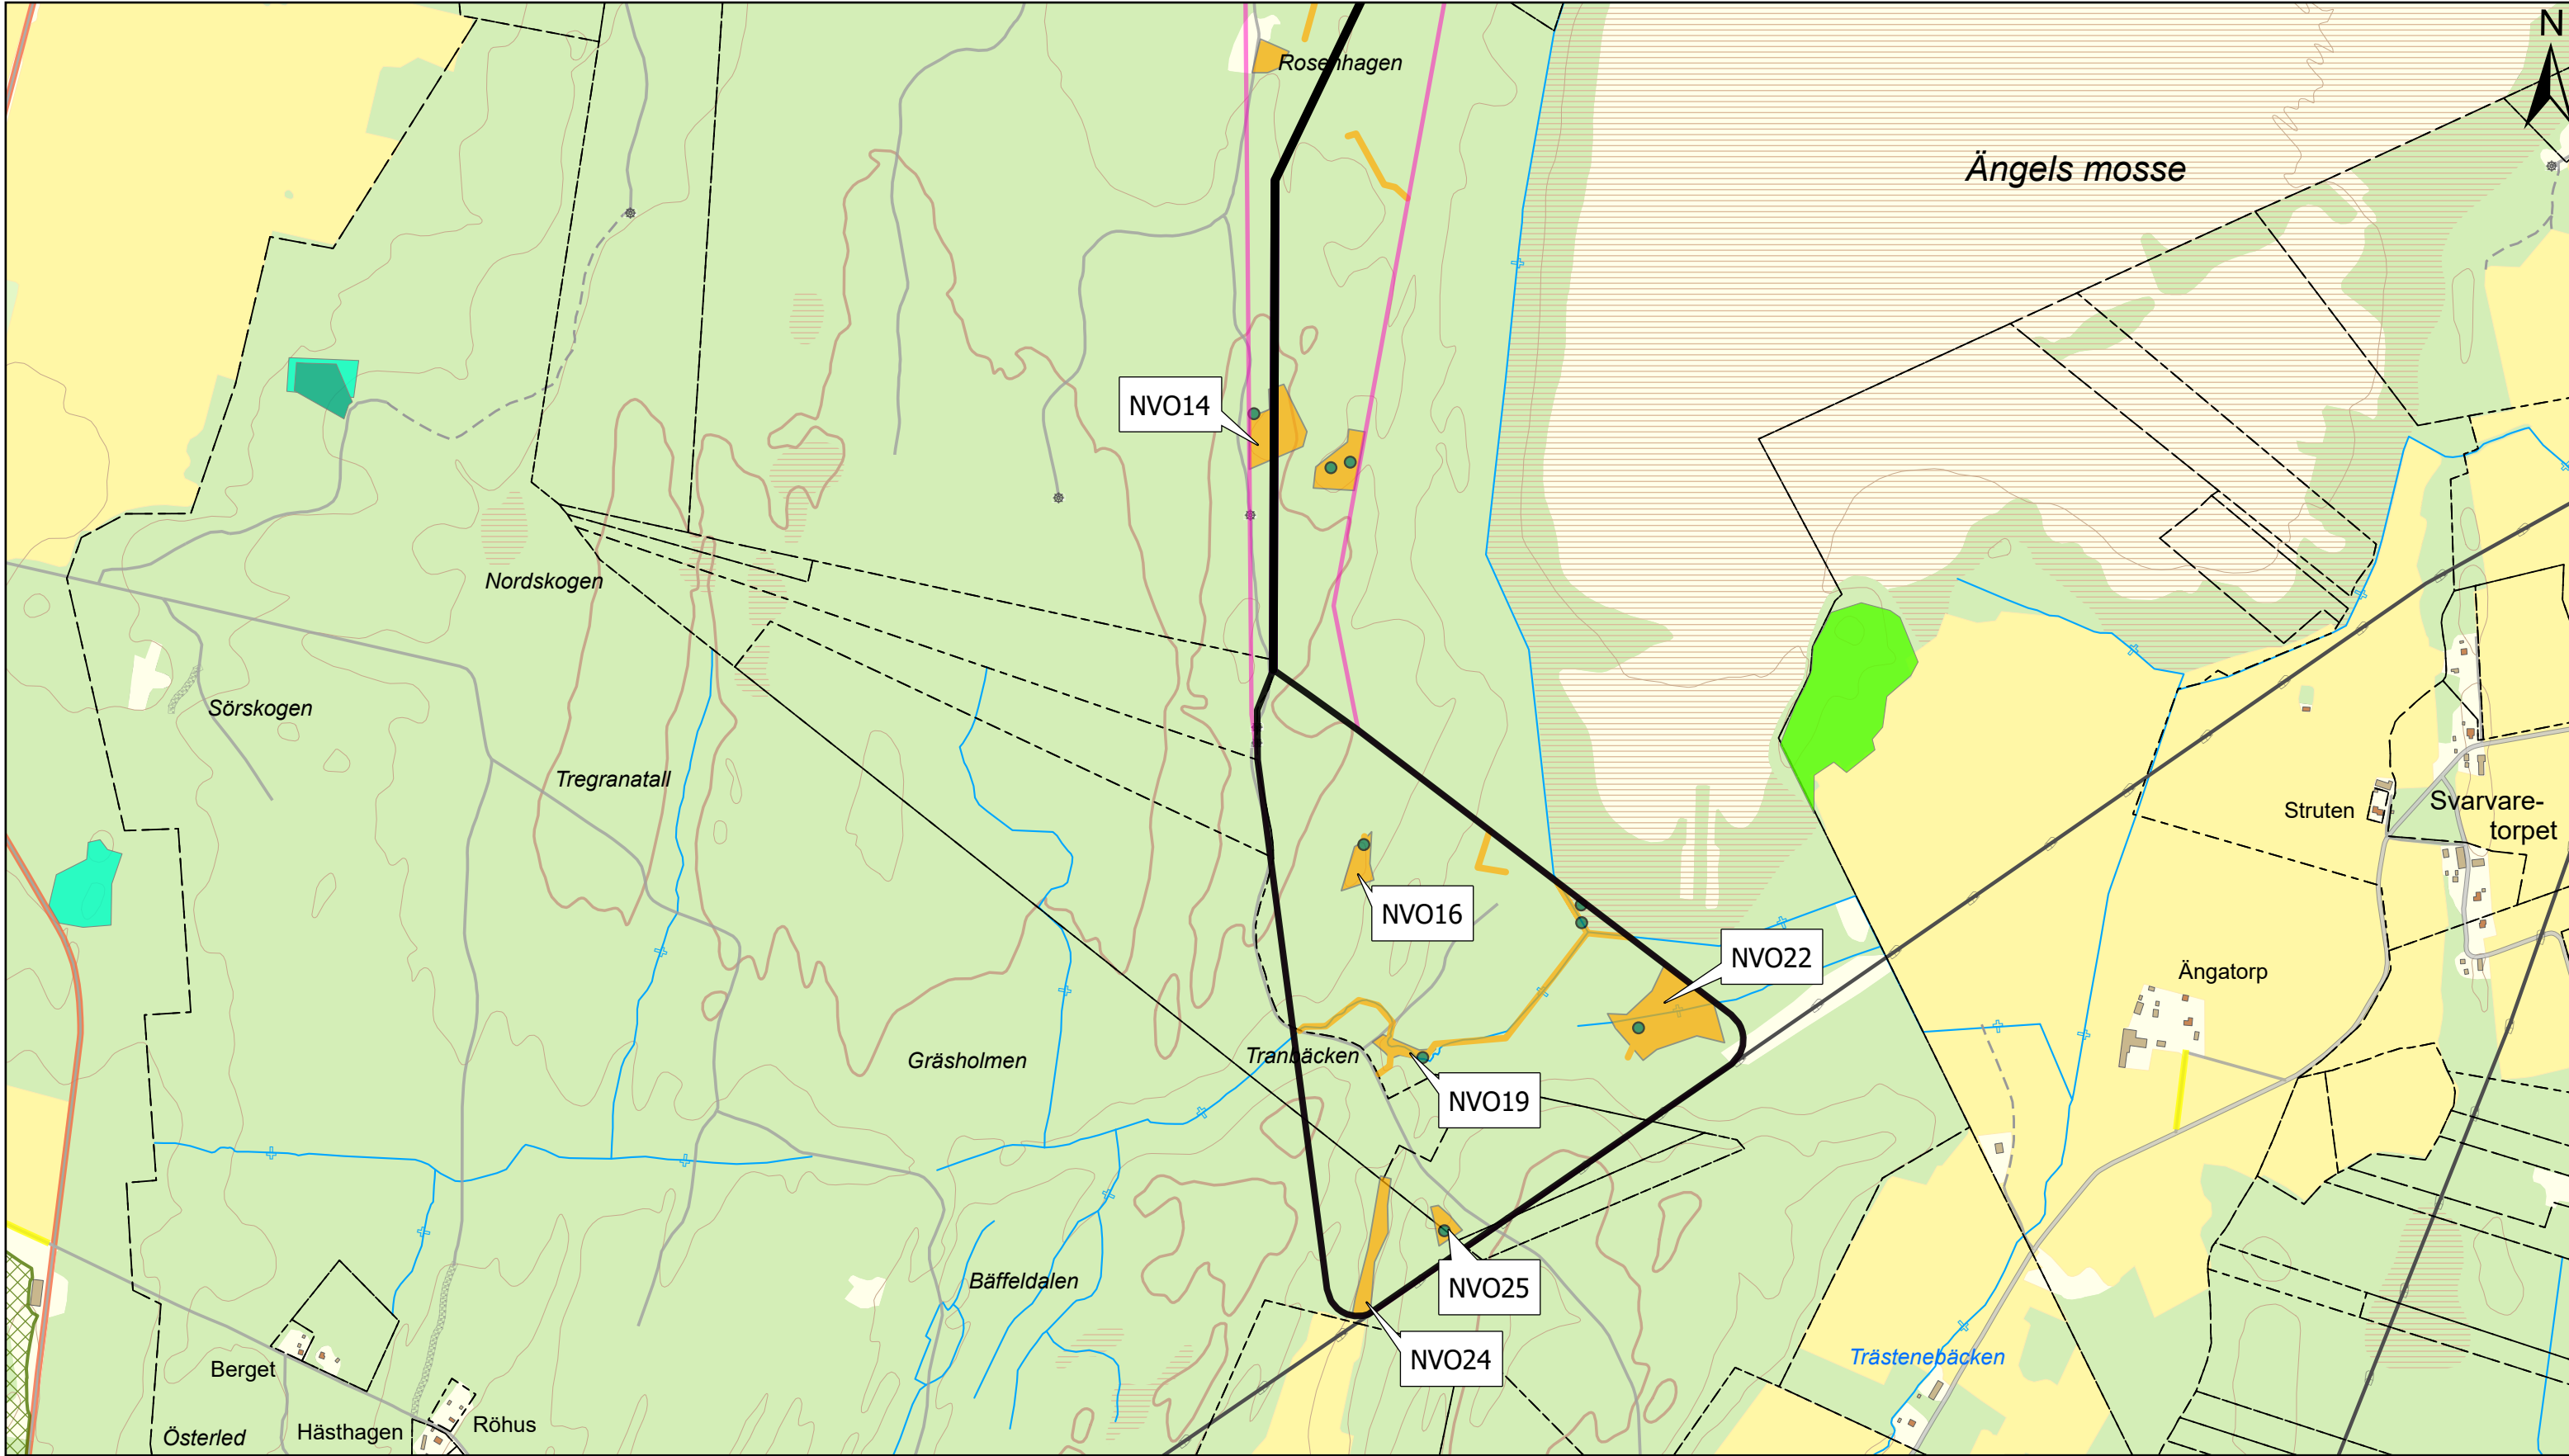 N
Rosenhagen
Ängels mosse
NVO14
Nordskogen
Sörskogen
Tregranatall
Struten
Svarvare-
torpet
NVO16
NVO22
Ängatorp
Gräsholmen
Tranbäcken
NVO19
Bäffeldalen
NVO25
NVO24
Trästenebäcken
Berget
Österled
Hästhagen
Röhus